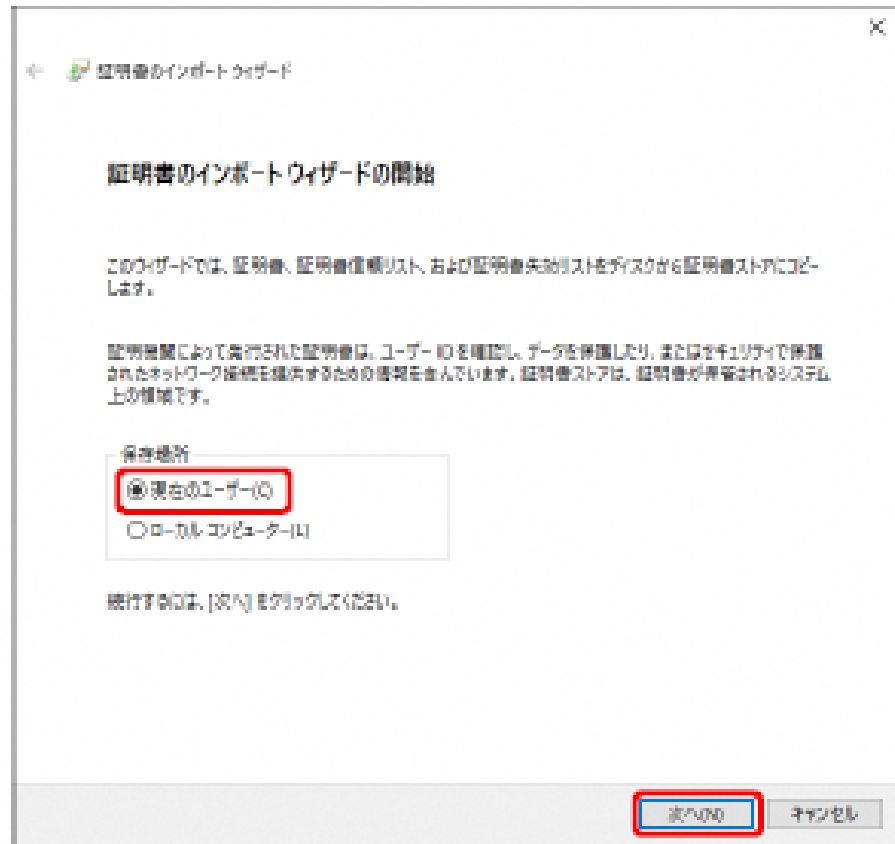 証明書のインポート ウィザード
証明書のインポート ウィザードの開始
このウィザードでは、証明書、証明書信頼リスト、および証明書失効リストをディスクから証明書ストアにコピー
します。
証明機関によって発行された証明書は、ユーザー ID を確認し、データを保護したり、またはセキュリティで保護
されたネットワーク接続を提供するための情報を含んでいます。証明書ストアは、証明書が保管されるシステム
上の領域です。
保存場所
現在のユーザー(C)
ローカル コンピューター(L)
続行するには、[次へ] をクリックしてください。
次へ(N)
キャンセル